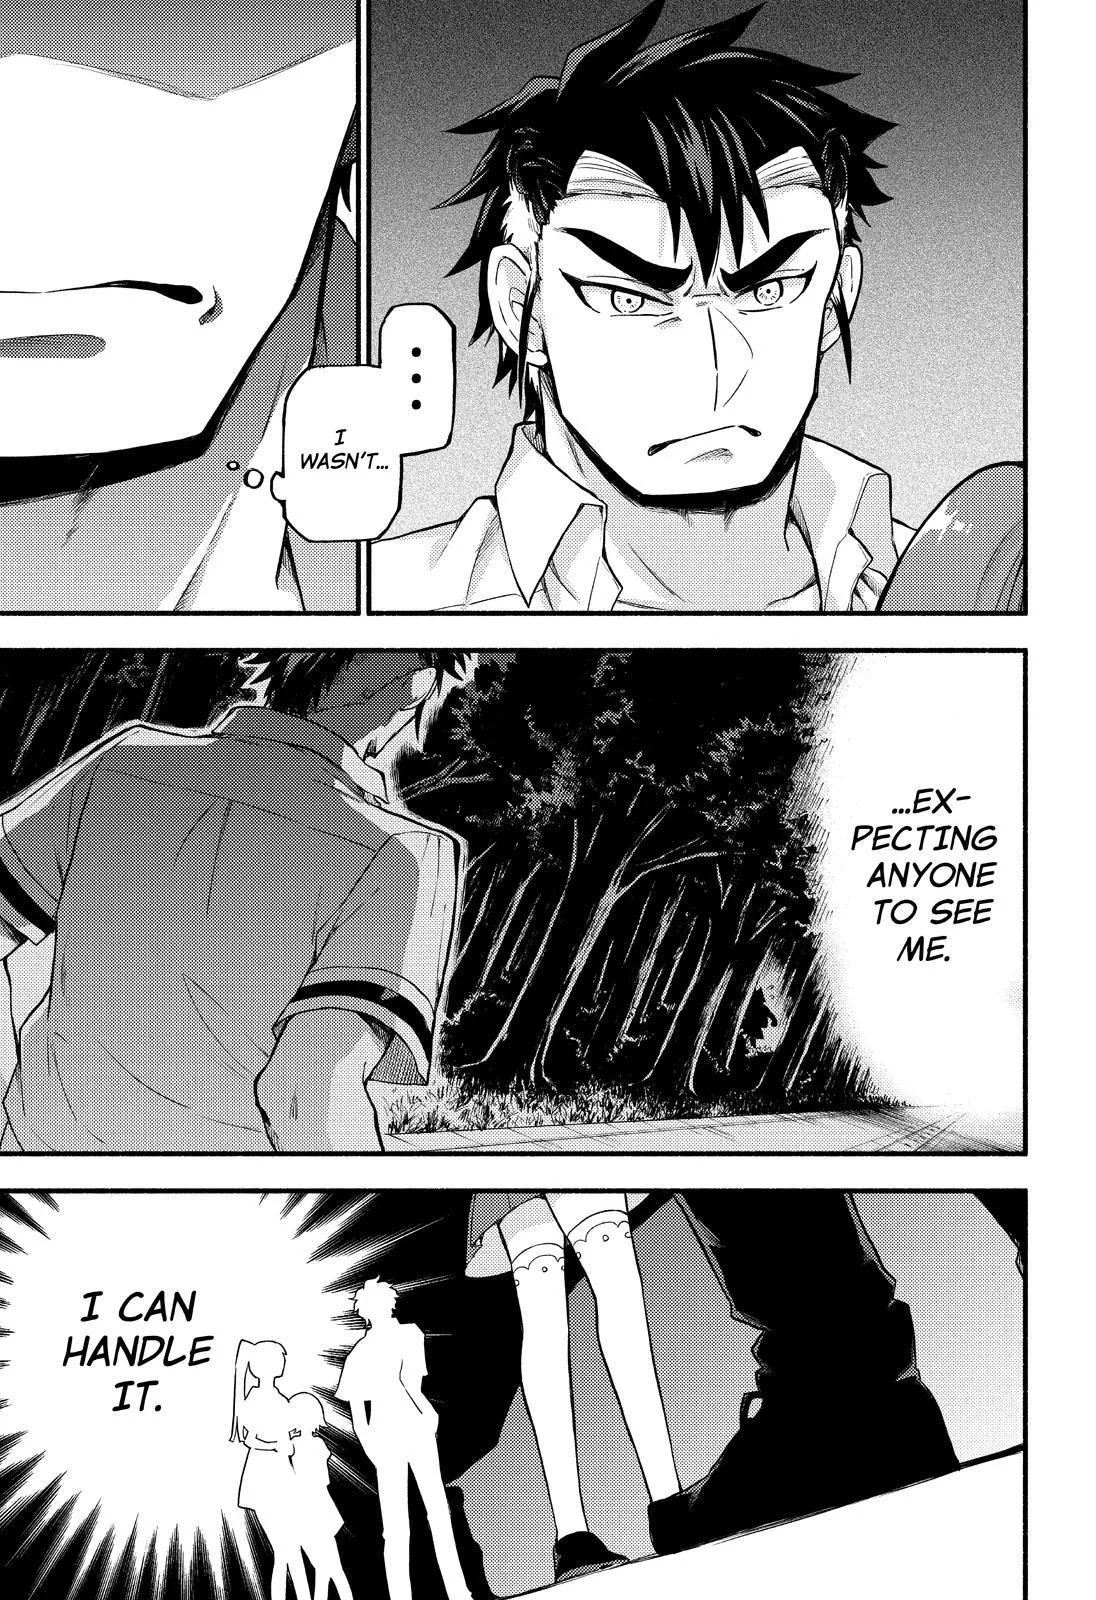 ...
I
WASN'T...
...EX-
PECTING
ANYONE
TO SEE
ME.
I CAN
HANDLE
IT.